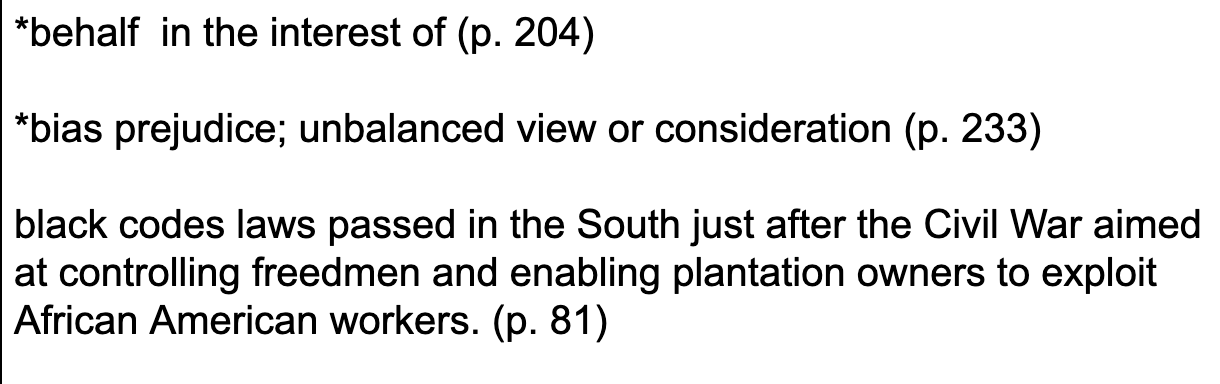 *behalf  in the interest of (p. 204)
*bias prejudice; unbalanced view or consideration (p. 233)
black codes laws passed in the South just after the Civil War aimed
at controlling freedmen and enabling plantation owners to exploit
African American workers. (p. 81)